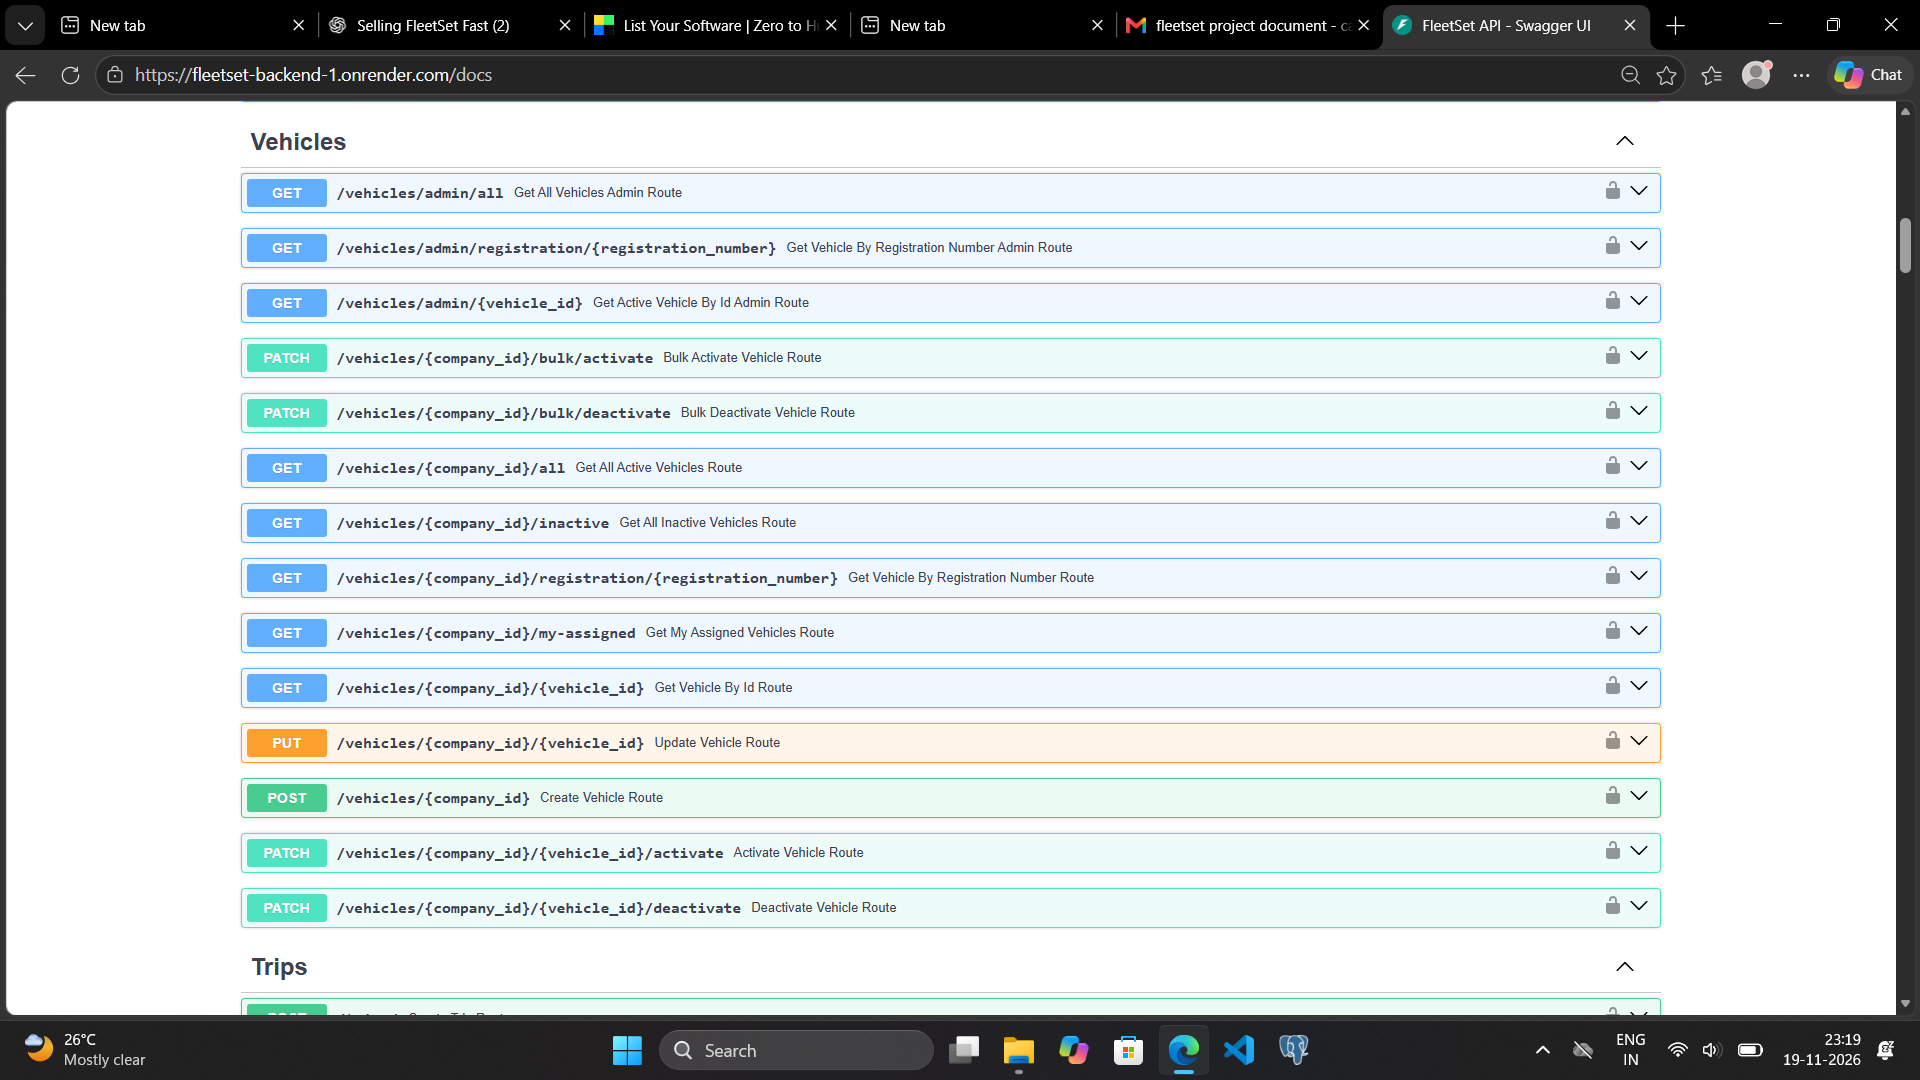 New tab
Selling FleetSet Fast (2)
List Your Software | Zero to H
New tab
fleetset project document - ca
FleetSet API - Swagger UI
https://fleetset-backend-1.onrender.com/docs
Chat
Vehicles
GET /vehicles/admin/all Get All Vehicles Admin Route
GET /vehicles/admin/registration/{registration_number} Get Vehicle By Registration Number Admin Route
GET /vehicles/admin/{vehicle_id} Get Active Vehicle By Id Admin Route
PATCH /vehicles/{company_id}/bulk/activate Bulk Activate Vehicle Route
PATCH /vehicles/{company_id}/bulk/deactivate Bulk Deactivate Vehicle Route
GET /vehicles/{company_id}/all Get All Active Vehicles Route
GET /vehicles/{company_id}/inactive Get All Inactive Vehicles Route
GET /vehicles/{company_id}/registration/{registration_number} Get Vehicle By Registration Number Route
GET /vehicles/{company_id}/my-assigned Get My Assigned Vehicles Route
GET /vehicles/{company_id}/{vehicle_id} Get Vehicle By Id Route
PUT /vehicles/{company_id}/{vehicle_id} Update Vehicle Route
POST /vehicles/{company_id} Create Vehicle Route
PATCH /vehicles/{company_id}/{vehicle_id}/activate Activate Vehicle Route
PATCH /vehicles/{company_id}/{vehicle_id}/deactivate Deactivate Vehicle Route
Trips
POST
26°C
Mostly clear
Search
ENG
IN
23:19
19-11-2026